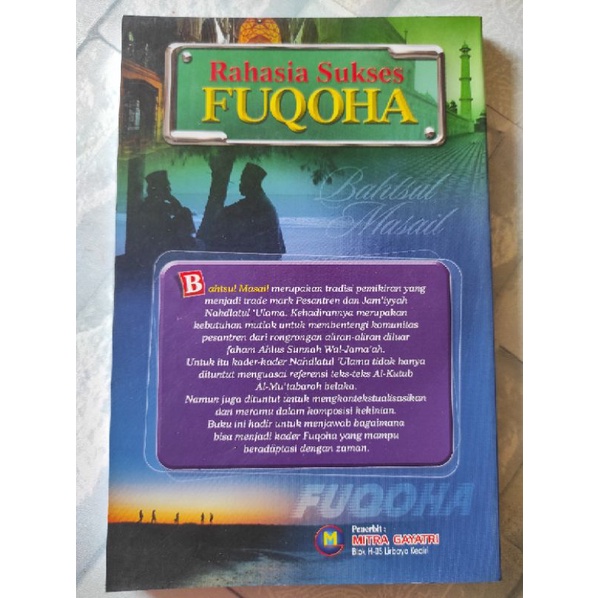 Rahasia Sukses
FUQOHA
Bahtsul
Masail
Bahtsul Masail merupakan tradisi pemikiran yang
menjadi trade mark Pesantren dan Jam'iyyah
Nahdlatul 'Ulama. Kehadirannya merupakan
kebutuhan mutlak untuk membentengi komunitas
pesantren dari rongrongan aliran-aliran diluar
faham Ahlus Sunnah Wal-Jama'ah.
Untuk itu kader-kader Nahdlatul 'Ulama tidak hanya
dituntut menguasai referensi teks-teks Al-Kutub
Al-Mu'tabaroh belaka.
Namun juga dituntut untuk mengkontekstualisasikan
dan meramu dalam komposisi kekinian.
Buku ini hadir untuk menjawab bagaimana
bisa menjadi kader Fuqoha yang mampu
beradaptasi dengan zaman.
FUQOHA
Penerbit :
M
MITRA GAYATRI
Blok H-35 Lirboyo Kediri